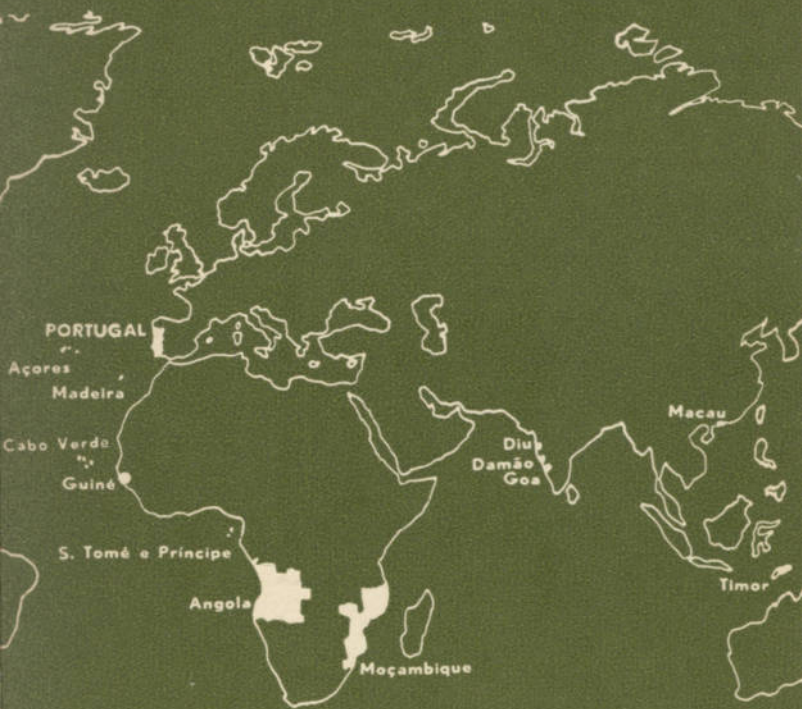 PORTUGAL
Açores
Madeira
Cabo Verde
Guiné
S. Tomé e Príncipe
Angola
Moçambique
Diu
Damão
Goa
Macau
Timor